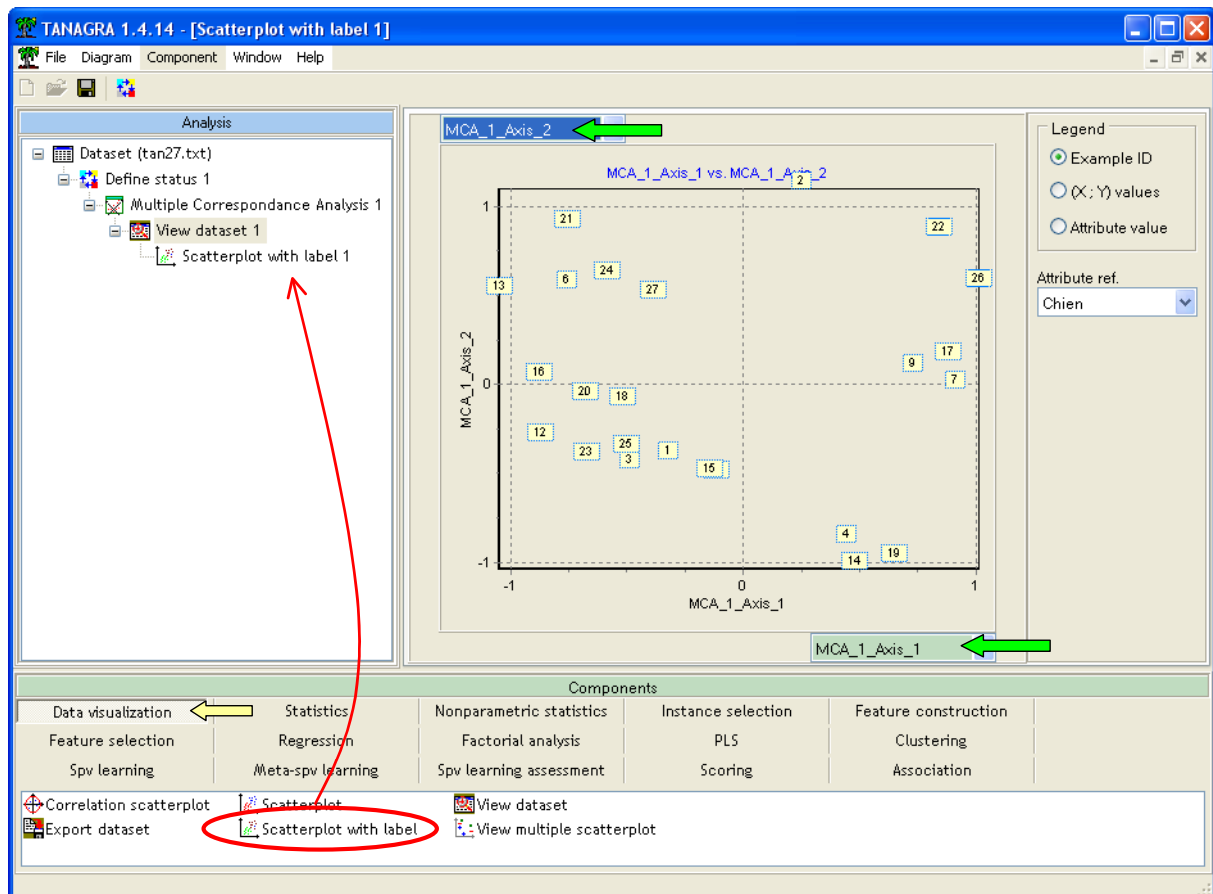 TANAGRA 1.4.14 - [Scatterplot with label 1]
File Diagram Component Window Help
Analysis
Dataset (tan27.txt)
Define status 1
Multiple Correspondance Analysis 1
View dataset 1
Scatterplot with label 1
MCA_1_Axis_2
MCA_1_Axis_1 vs. MCA_1_Axis_2
2
1
21
22
24
6
26
13
27
MCA_1_Axis_2
17
9
16
7
0
20
18
12
25
23
3
1
15
4
19
14
-1
-1 0 1
MCA_1_Axis_1
MCA_1_Axis_1
Legend
Example ID
(X ; Y) values
Attribute value
Attribute ref.
Chien
Components
Data visualization Statistics Nonparametric statistics Instance selection Feature construction
Feature selection Regression Factorial analysis PLS Clustering
Spv learning Meta-spv learning Spv learning assessment Scoring Association
Correlation scatterplot Scatterplot View dataset
Export dataset Scatterplot with label View multiple scatterplot